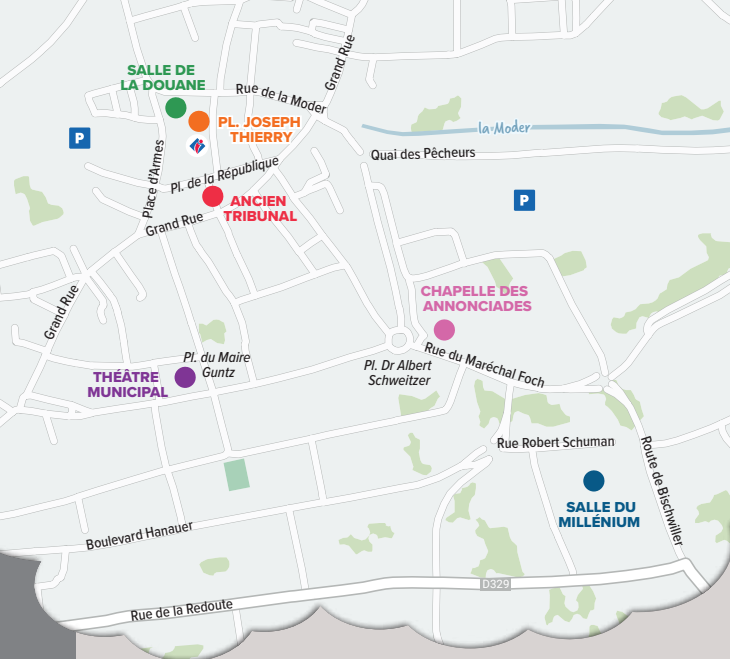 Grand Rue
SALLE DE
LA DOUANE
Rue de la Moder
PL. JOSEPH
THIERRY
la Moder
P
Quai des Pêcheurs
Place d'Armes
Pl. de la République
P
ANCIEN
TRIBUNAL
Grand Rue
CHAPELLE DES
ANNONCIADES
Grand Rue
Pl. du Maire
Guntz
Rue du Maréchal Foch
Pl. Dr Albert
Schweitzer
THÉÂTRE
MUNICIPAL
Rue Robert Schuman
Route de Bischwiller
SALLE DU
MILLÉNIUM
Boulevard Hanauer
D329
Rue de la Redoute